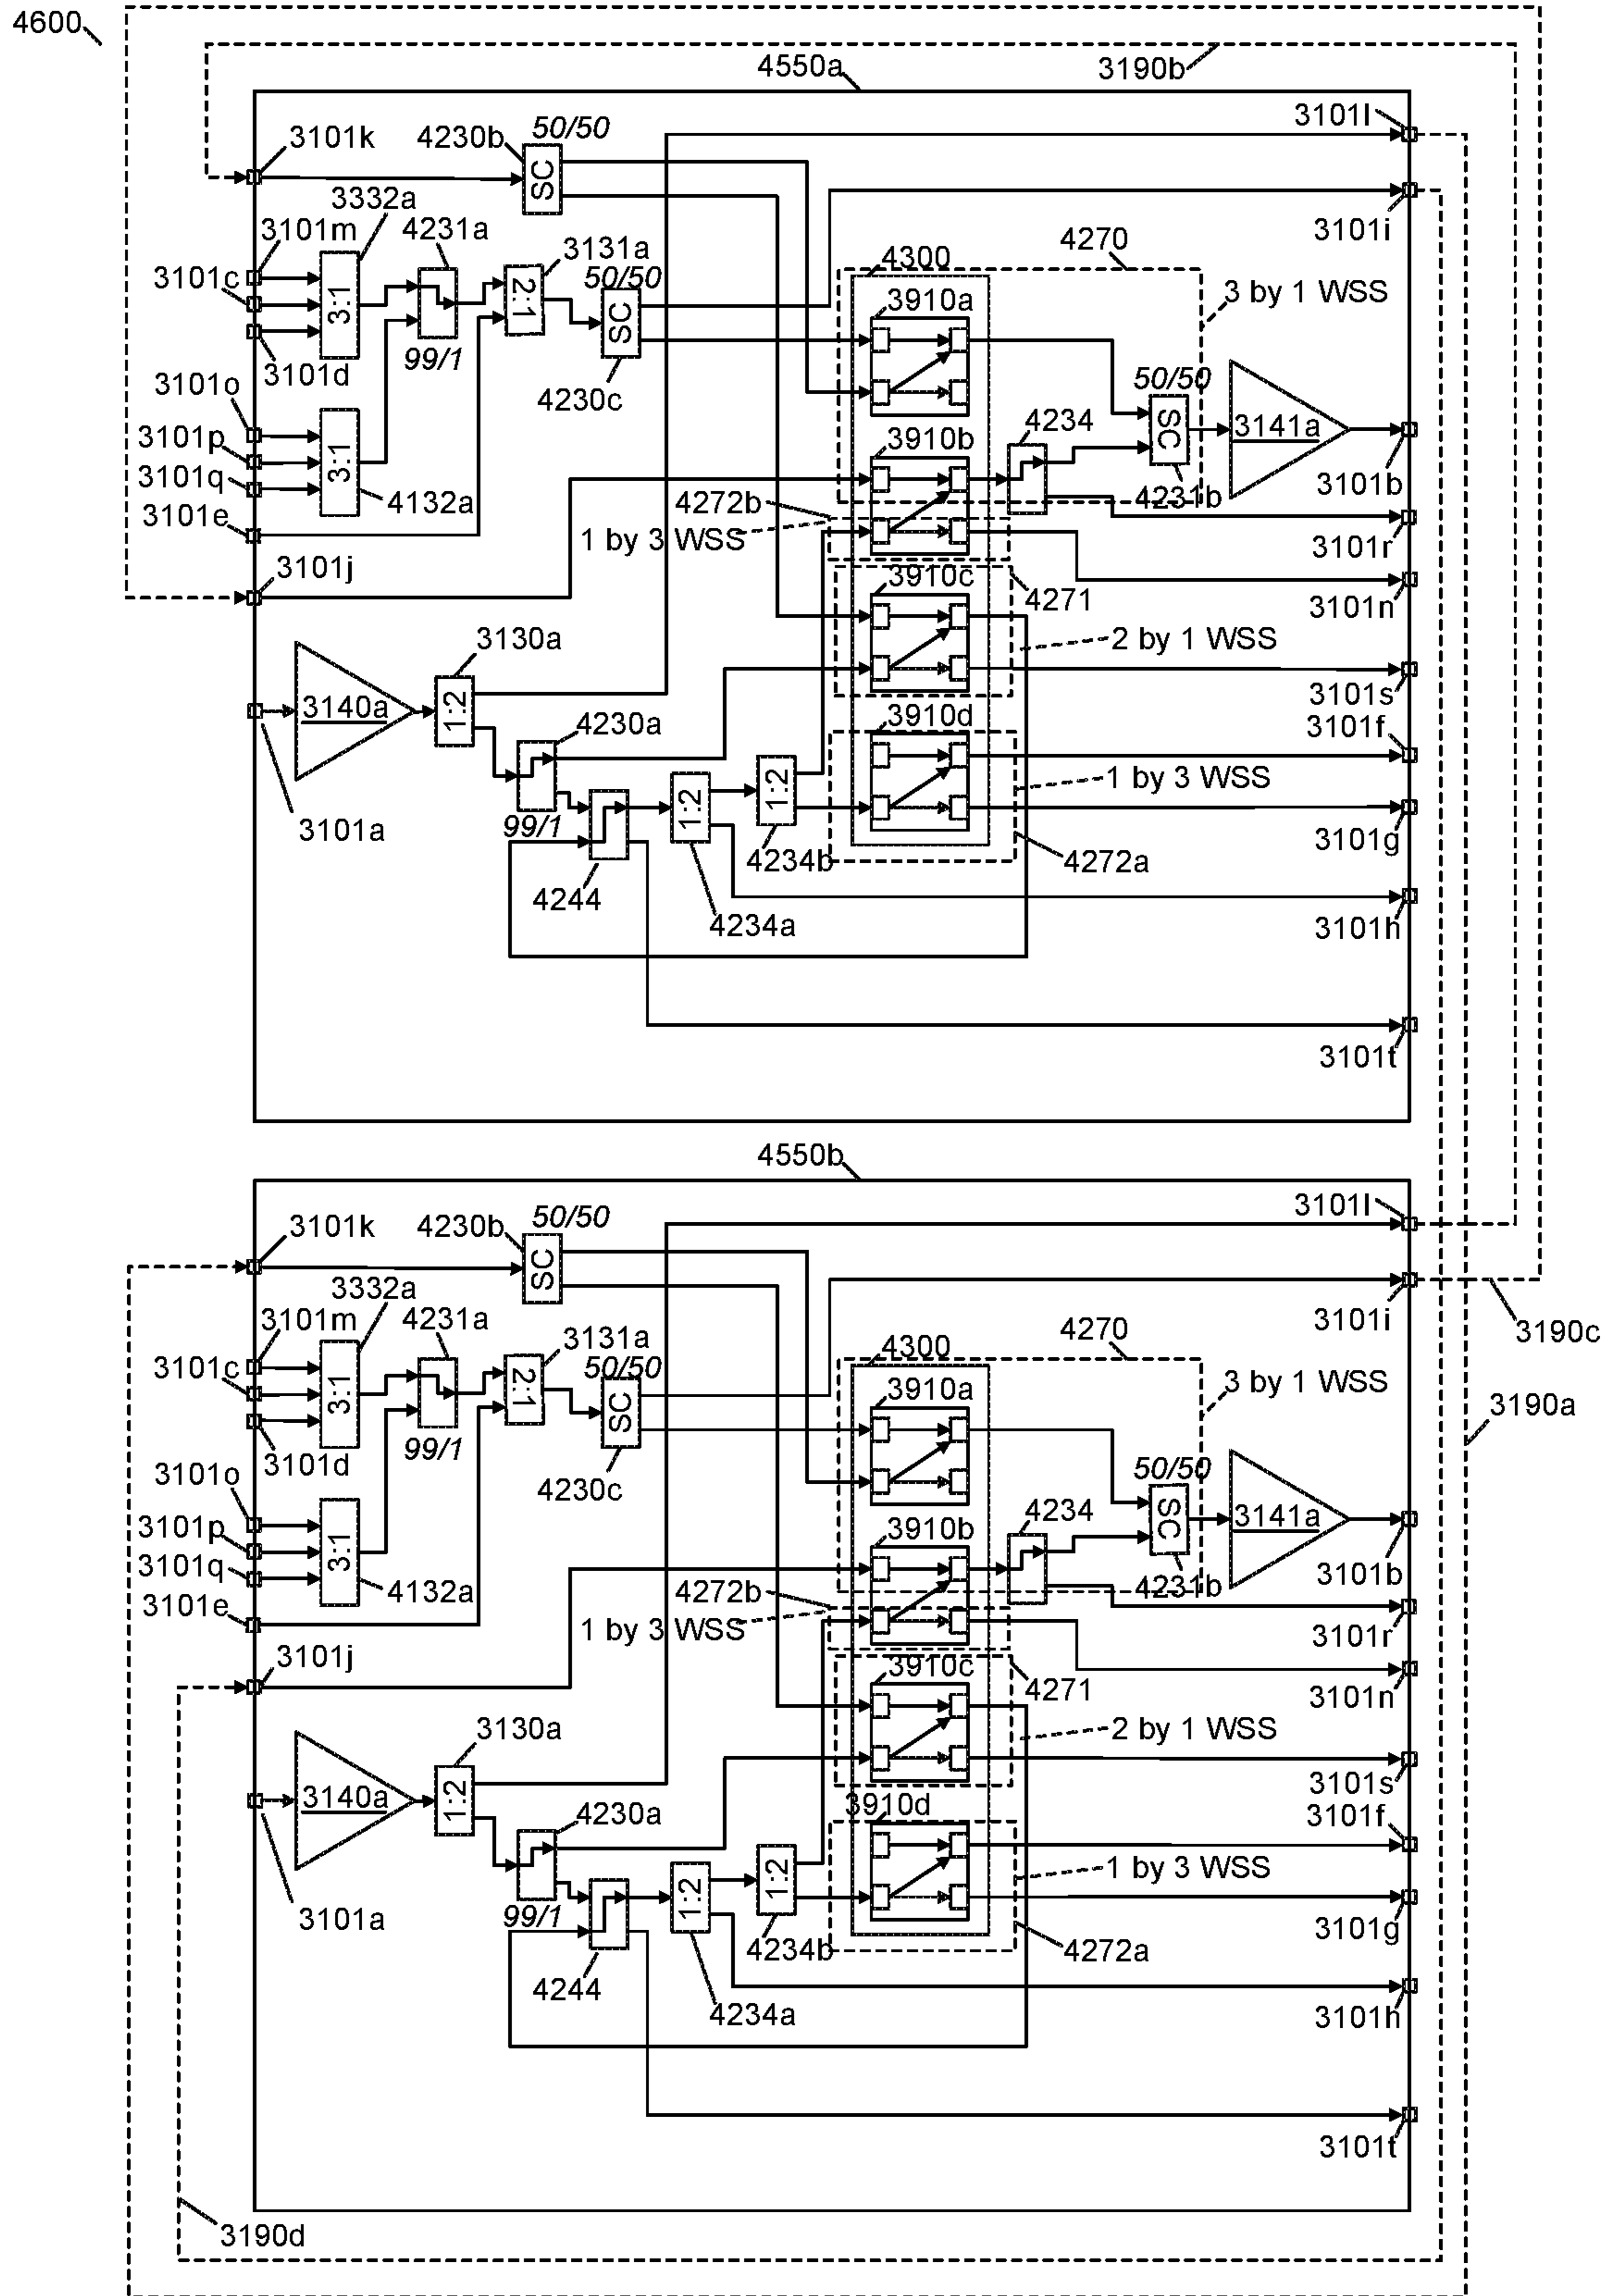 4600
3190b
4550a
3101l
3101k
4230b
50/50
SC
3332a
3101i
3101m
4231a
3131a
4270
3101c
50/50
4300
3 by 1 WSS
3:1
2:1
SC
3910a
3101d
99/1
3101o
4230c
50/50
3101p
3:1
4234
SC
3141a
3101q
3910b
3101b
3101e
4132a
4272b
4231b
1 by 3 WSS
3101r
3101j
3910c
4271
3101n
3130a
2 by 1 WSS
3140a
1:2
3101s
3910d
3101f
4230a
1:2
1:2
1 by 3 WSS
3101a
99/1
4234b
3101g
4272a
4244
4234a
3101h
3101t
4550b
3101l
3101k
4230b
50/50
SC
3332a
3101i
3190c
3101m
4231a
3131a
4270
3101c
50/50
4300
3 by 1 WSS
3:1
2:1
SC
3910a
3190a
3101d
99/1
3101o
4230c
50/50
3101p
3:1
4234
SC
3141a
3101q
3910b
3101b
3101e
4132a
4272b
4231b
1 by 3 WSS
3101r
3101j
3910c
4271
3101n
3130a
2 by 1 WSS
3140a
1:2
3101s
3910d
3101f
4230a
1:2
1:2
1 by 3 WSS
3101a
99/1
4234b
3101g
4272a
4244
4234a
3101h
3101t
3190d